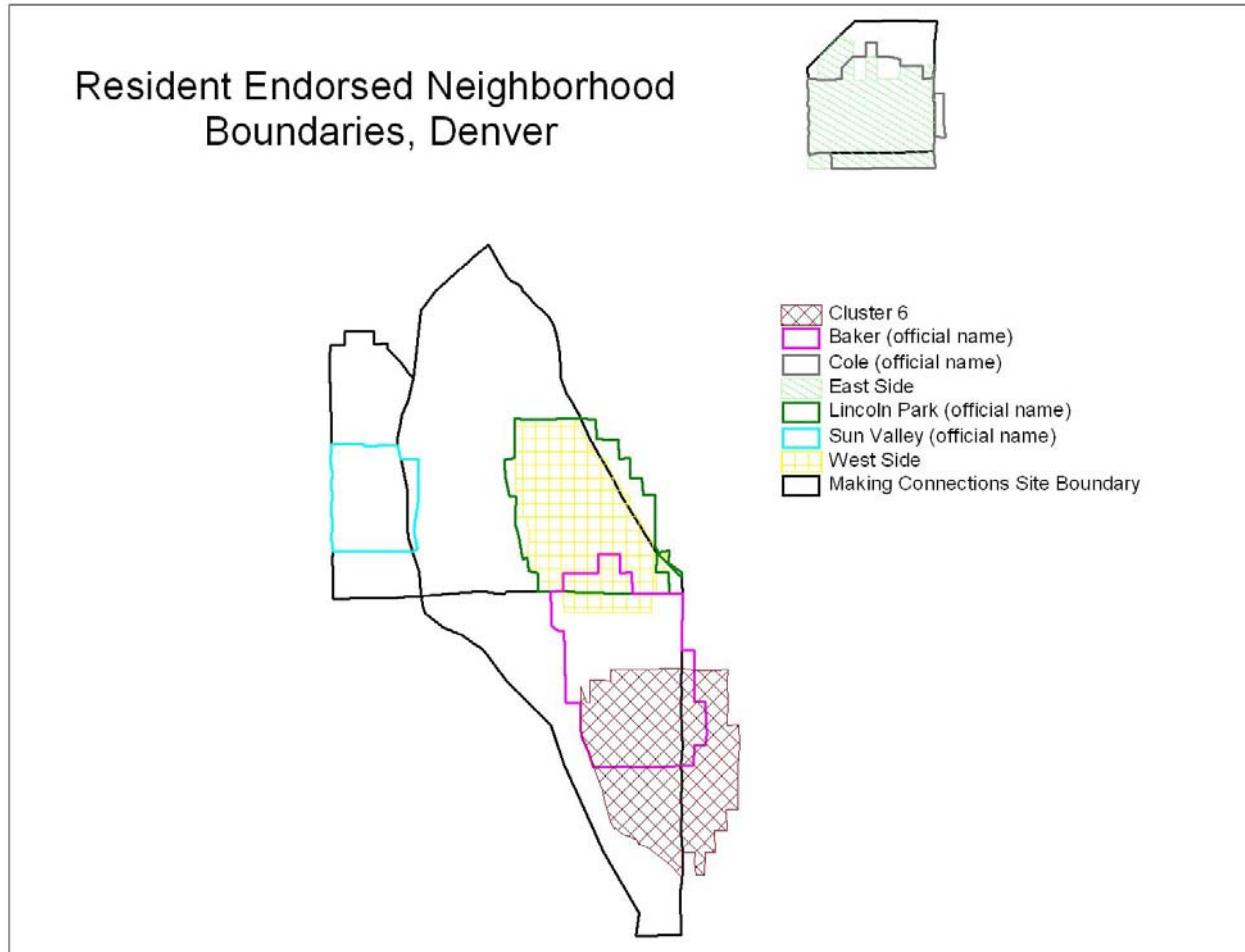 Resident Endorsed Neighborhood
Boundaries, Denver
Cluster 6
Baker (official name)
Cole (official name)
East Side
Lincoln Park (official name)
Sun Valley (official name)
West Side
Making Connections Site Boundary